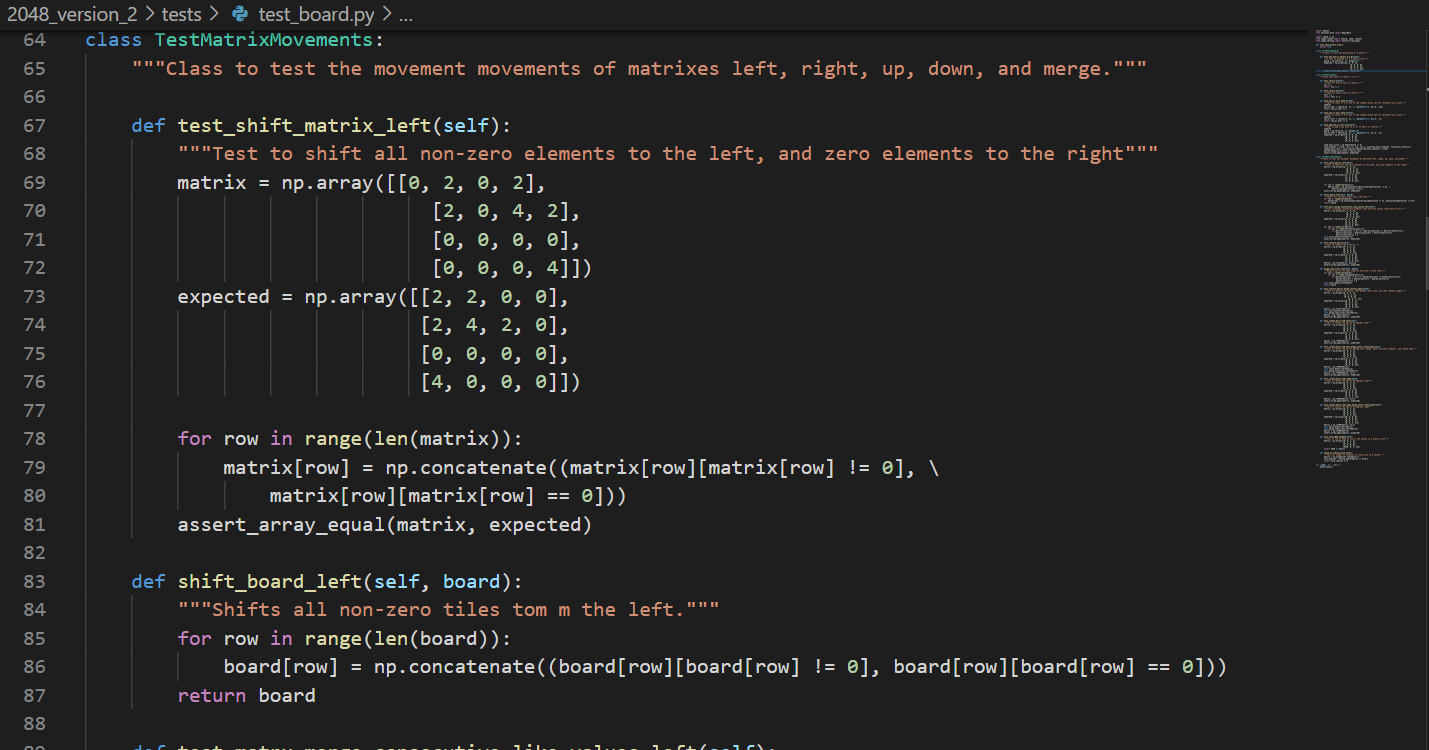 2048_version_2 > tests > test_board.py > ...
64 class TestMatrixMovements:
65 """Class to test the movement movements of matrixes left, right, up, down, and merge."""
66
67 def test_shift_matrix_left(self):
68 """Test to shift all non-zero elements to the left, and zero elements to the right"""
69 matrix = np.array([[0, 2, 0, 2],
70 [2, 0, 4, 2],
71 [0, 0, 0, 0],
72 [0, 0, 0, 4]])
73 expected = np.array([[2, 2, 0, 0],
74 [2, 4, 2, 0],
75 [0, 0, 0, 0],
76 [4, 0, 0, 0]])
77
78 for row in range(len(matrix)):
79 matrix[row] = np.concatenate((matrix[row][matrix[row] != 0], \
80 matrix[row][matrix[row] == 0]))
81 assert_array_equal(matrix, expected)
82
83 def shift_board_left(self, board):
84 """Shifts all non-zero tiles tom m the left."""
85 for row in range(len(board)):
86 board[row] = np.concatenate((board[row][board[row] != 0], board[row][board[row] == 0]))
87 return board
88